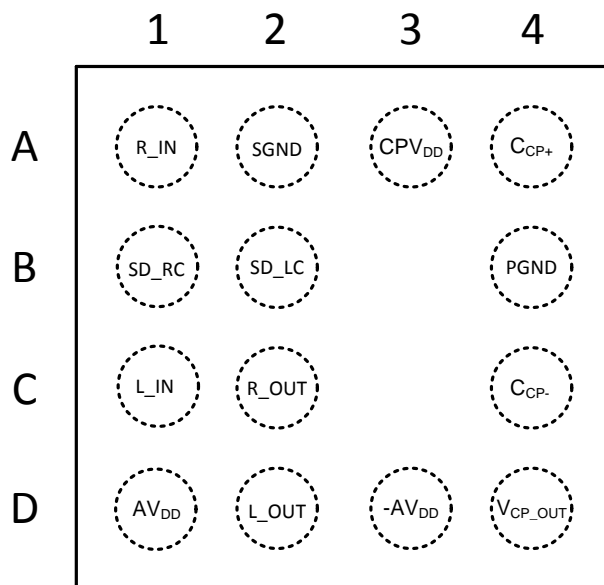 1 2 3 4
A R_IN SGND CPVDD CCP+
B SD_RC SD_LC PGND
C L_IN R_OUT CCP-
D AVDD L_OUT -AVDD VCP_OUT